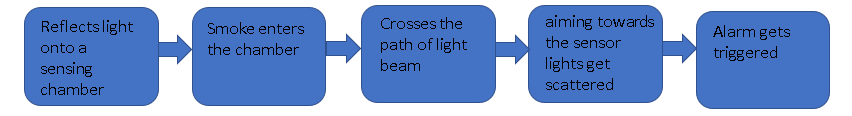 Reflects light
onto a
sensing
chamber
Smoke enters
the chamber
Crosses the
path of light
beam
aiming towards
the sensor
lights get
scattered
Alarm gets
triggered